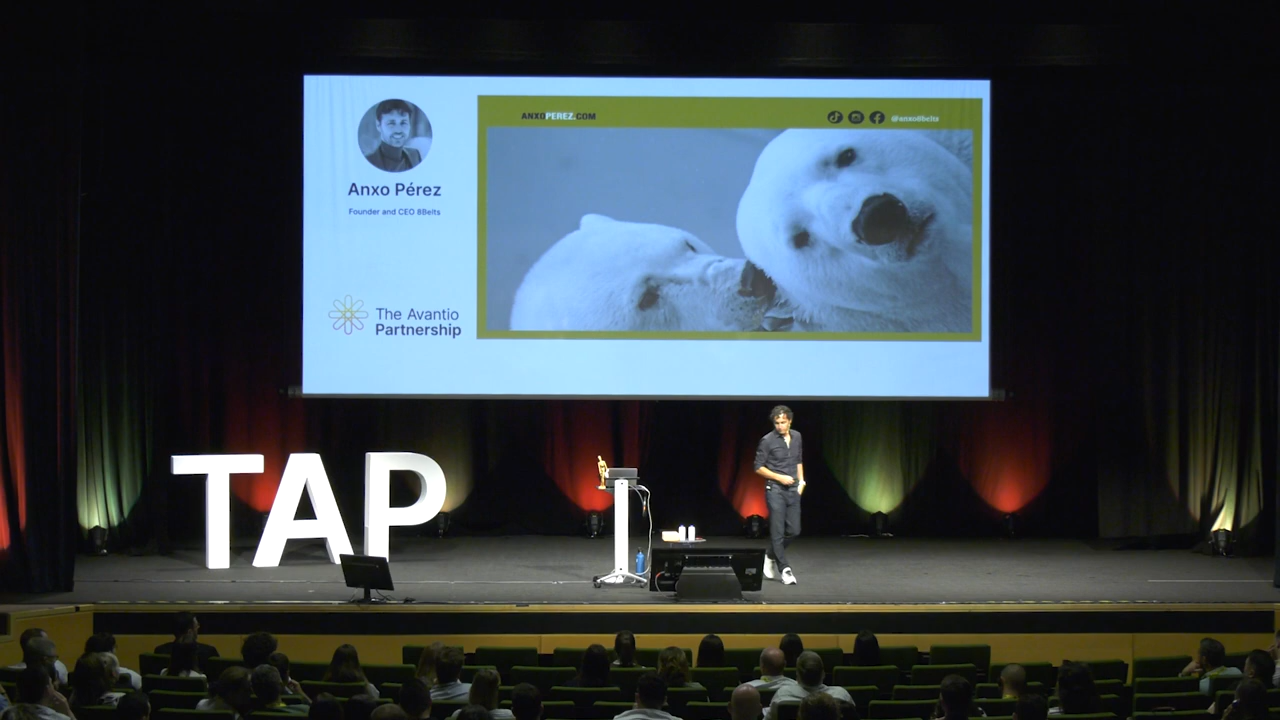 ANXOPEREZ.COM
@anxo8belts
Anxo Pérez
Founder and CEO 8Belts
The Avantio
Partnership
TAP